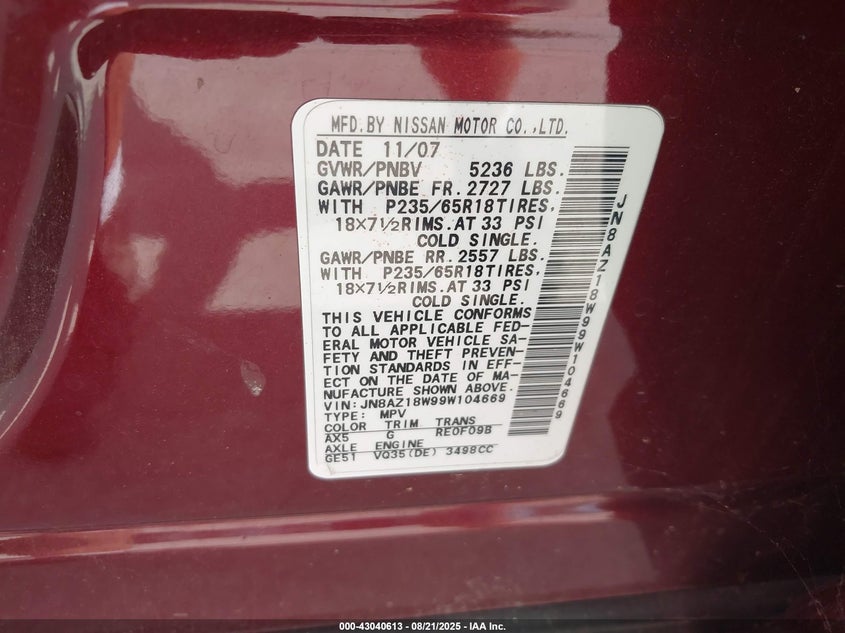 MFD.BY NISSAN MOTOR CO.,LTD.
DATE 11/07
GVWR/PNBV 5236 LBS.
GAWR/PNBE FR. 2727 LBS.
WITH P235/65R18TIRES,
18×7½RIMS.AT 33 PSI
COLD SINGLE.
GAWR/PNBE RR. 2557 LBS.
WITH P235/65R18TIRES,
18×7½RIMS.AT 33 PSI
COLD SINGLE.
THIS VEHICLE CONFORMS
TO ALL APPLICABLE FED-
ERAL MOTOR VEHICLE SA-
FETY AND THEFT PREVEN-
TION STANDARDS IN EFF-
ECT ON THE DATE OF MA-
NUFACTURE SHOWN ABOVE.
VIN: JN8AZ18W99W104669
TYPE: MPV
COLOR TRIM TRANS
AX5 G RE0F09B
AXLE ENGINE
GE51 VQ35(DE) 3498CC
JN8AZ18W99W104669
000-43040613 - 08/21/2025 - IAA Inc.